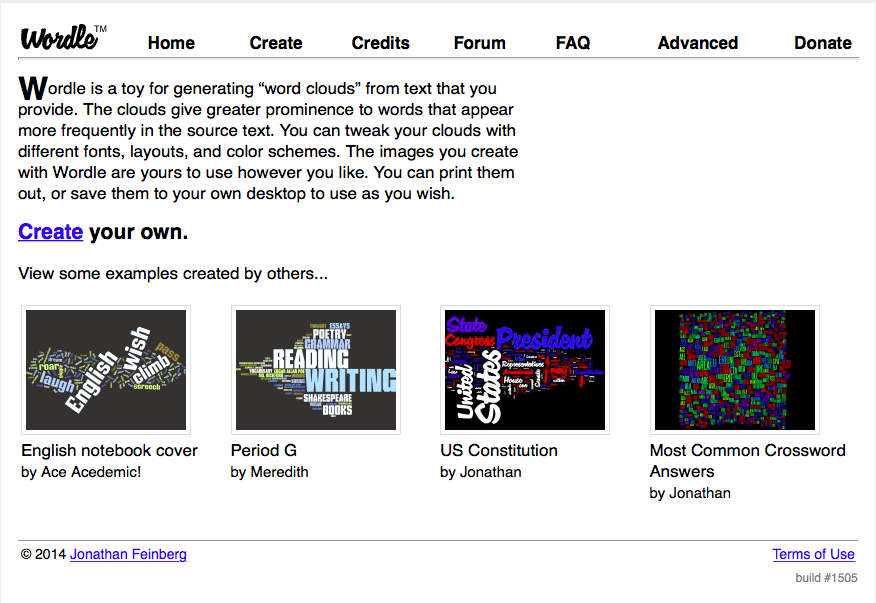 Wordle™ Home Create Credits Forum FAQ Advanced Donate
Wordle is a toy for generating “word clouds” from text that you
provide. The clouds give greater prominence to words that appear
more frequently in the source text. You can tweak your clouds with
different fonts, layouts, and color schemes. The images you create
with Wordle are yours to use however you like. You can print them
out, or save them to your own desktop to use as you wish.
Create your own.
View some examples created by others...
roar
laugh
English
wish
climb
pass
screech
ESSAYS
POETRY
GRAMMAR
READING
WRITING
SHAKESPEARE
BOOKS
State
Congress
President
United
States
Representatives
House
English notebook cover
by Ace Acedemic!
Period G
by Meredith
US Constitution
by Jonathan
Most Common Crossword
Answers
by Jonathan
© 2014 Jonathan Feinberg Terms of Use
build #1505